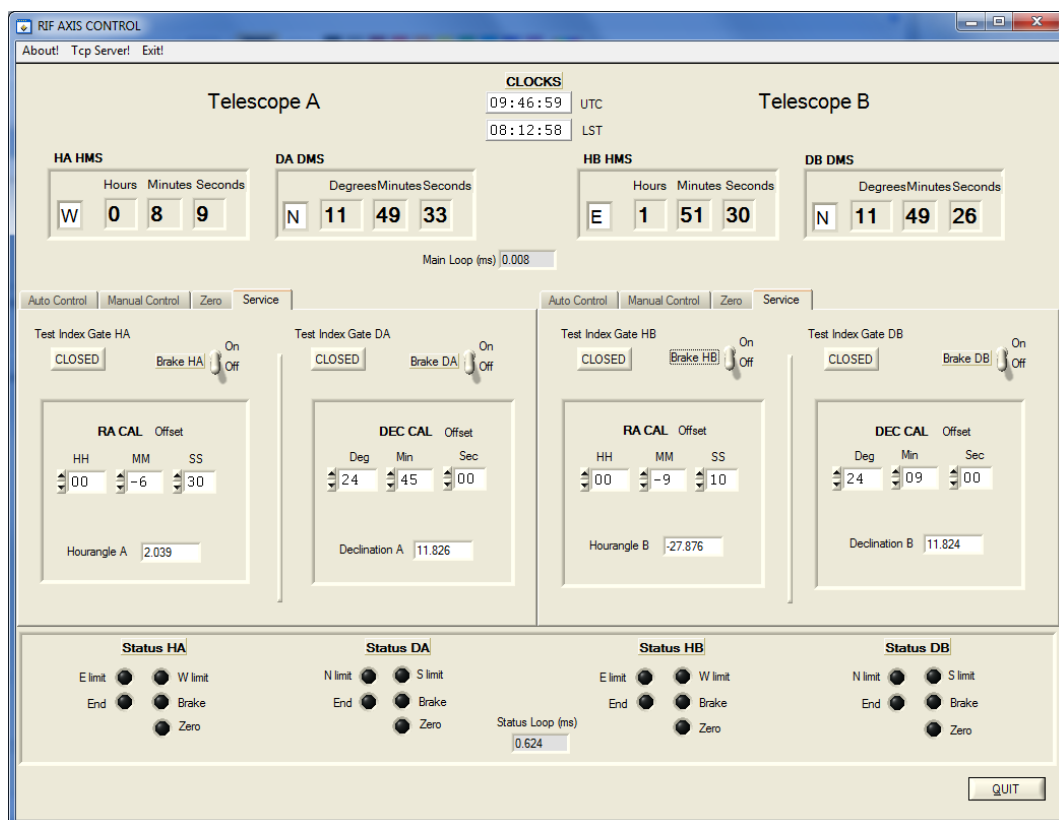 RIF AXIS CONTROL
About! Tcp Server! Exit!
CLOCKS
Telescope A
09:46:59 UTC
Telescope B
08:12:58 LST
HA HMS
Hours Minutes Seconds
W 0 8 9
DA DMS
Degrees Minutes Seconds
N 11 49 33
HB HMS
Hours Minutes Seconds
E 1 51 30
DB DMS
Degrees Minutes Seconds
N 11 49 26
Main Loop (ms) 0.008
Auto Control Manual Control Zero Service
Test Index Gate HA
CLOSED
Brake HA
On
Off
Test Index Gate DA
CLOSED
Brake DA
On
Off
RA CAL Offset
HH MM SS
00 -6 30
Hourangle A 2.039
DEC CAL Offset
Deg Min Sec
24 45 00
Declination A 11.826
Auto Control Manual Control Zero Service
Test Index Gate HB
CLOSED
Brake HB
On
Off
Test Index Gate DB
CLOSED
Brake DB
On
Off
RA CAL Offset
HH MM SS
00 -9 10
Hourangle B -27.876
DEC CAL Offset
Deg Min Sec
24 09 00
Declination B 11.824
Status HA
E limit W limit
End Brake
Zero
Status DA
N limit S limit
End Brake
Zero
Status Loop (ms)
0.624
Status HB
E limit W limit
End Brake
Zero
Status DB
N limit S limit
End Brake
Zero
QUIT